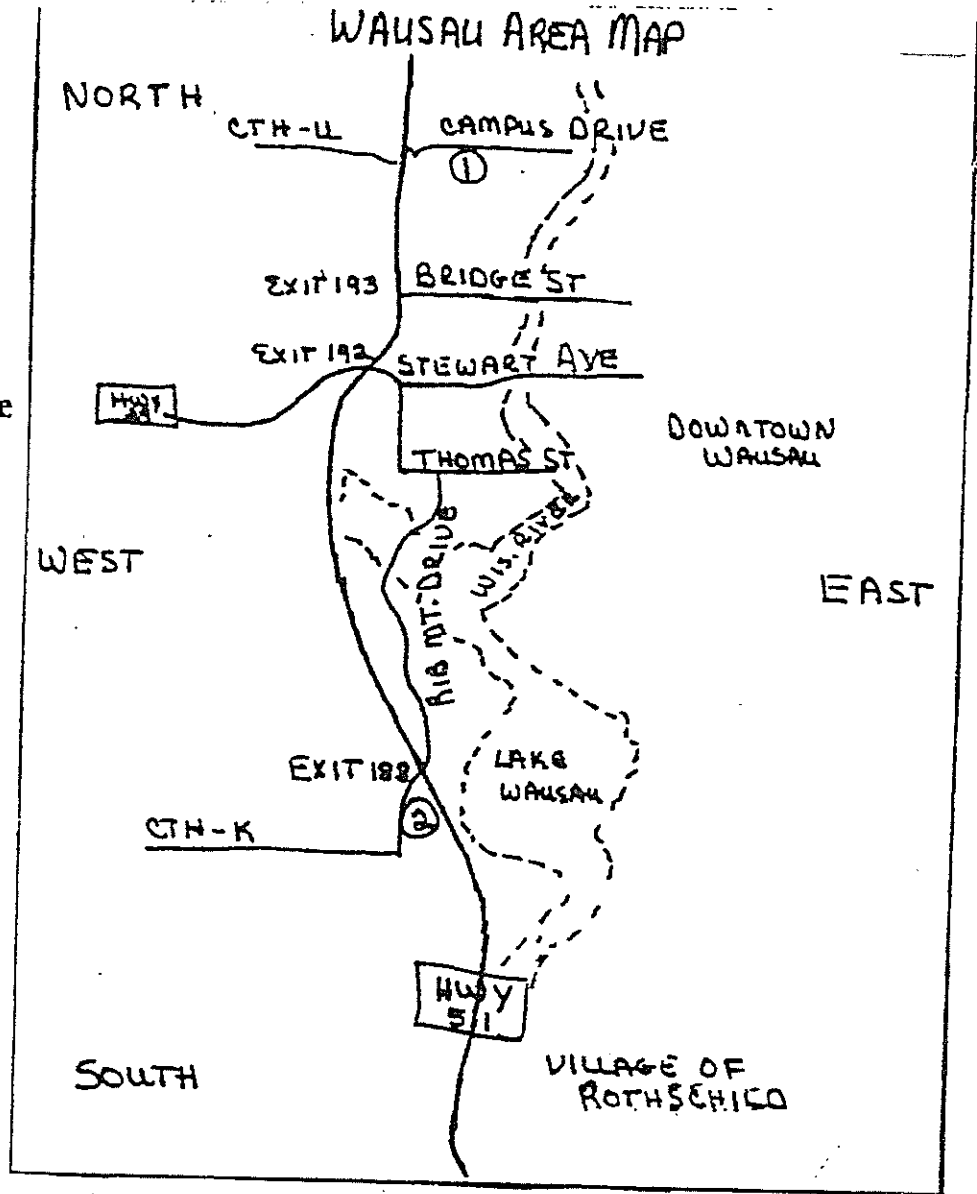 WAUSAU AREA MAP
NORTH
CTH-U
CAMPUS DRIVE
1
EXIT 193
BRIDGE ST
EXIT 192
STEWART AVE
HWY
e
DOWNTOWN
WAUSAU
THOMAS ST
WIS. RIVER
RIB MT. DRIVE
WEST
EAST
EXIT 188
LAKE
WAUSAU
2
CTH-K
HWY
51
SOUTH
VILLAGE OF
ROTHSCHILD